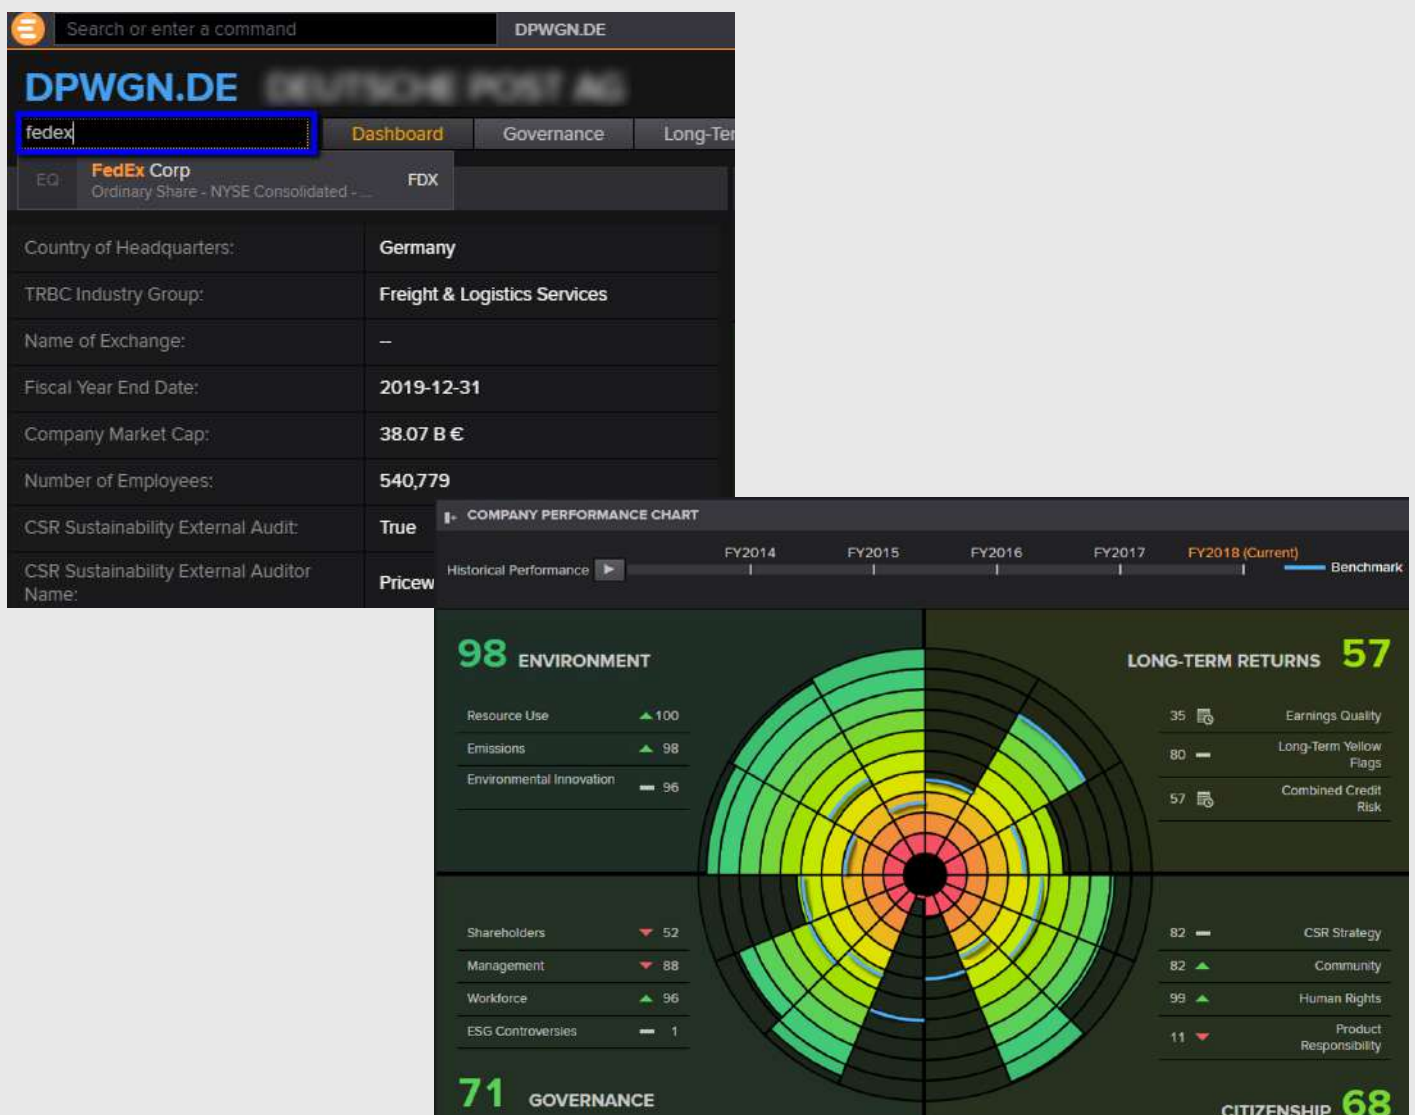 Search or enter a command
DPWGN.DE
DPWGN.DE DEUTSCHE POST AG
fedex
Dashboard
Governance
Long-Ter
EQ
FedEx Corp
Ordinary Share - NYSE Consolidated - ...
FDX
Country of Headquarters: Germany
TRBC Industry Group: Freight & Logistics Services
Name of Exchange: --
Fiscal Year End Date: 2019-12-31
Company Market Cap: 38.07 B €
Number of Employees: 540,779
CSR Sustainability External Audit: True
CSR Sustainability External Auditor
Name: Pricew
COMPANY PERFORMANCE CHART
FY2014 FY2015 FY2016 FY2017 FY2018 (Current)
Historical Performance
Benchmark
98 ENVIRONMENT
Resource Use 100
Emissions 98
Environmental Innovation 96
LONG-TERM RETURNS 57
35 Earnings Quality
80 Long-Term Yellow
Flags
57 Combined Credit
Risk
Shareholders 52
Management 88
Workforce 96
ESG Controversies 1
71 GOVERNANCE
82 CSR Strategy
82 Community
99 Human Rights
11 Product
Responsibility
CITIZENSHIP 68